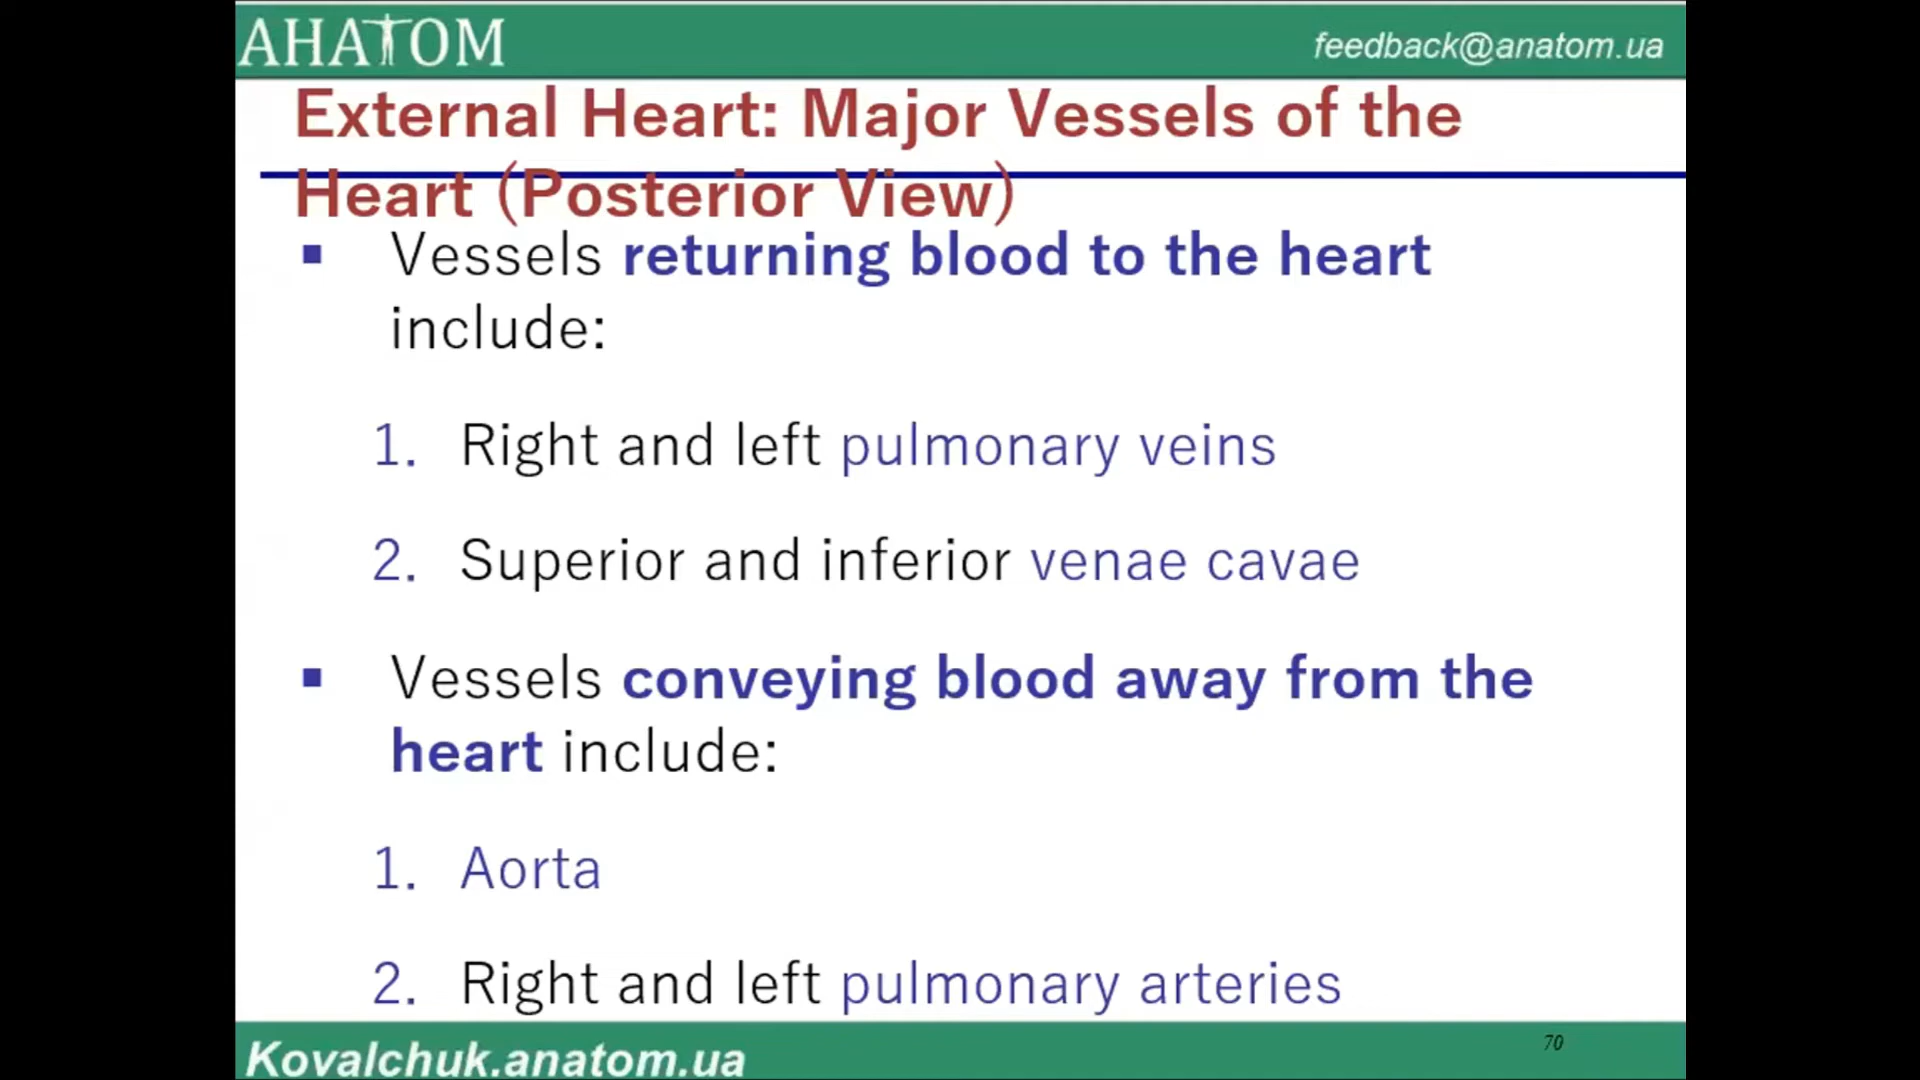 АНАТОМ
feedback@anatom.ua
External Heart: Major Vessels of the
Heart (Posterior View)
▪ Vessels returning blood to the heart
include:
1. Right and left pulmonary veins
2. Superior and inferior venae cavae
▪ Vessels conveying blood away from the
heart include:
1. Aorta
2. Right and left pulmonary arteries
Kovalchuk.anatom.ua
70